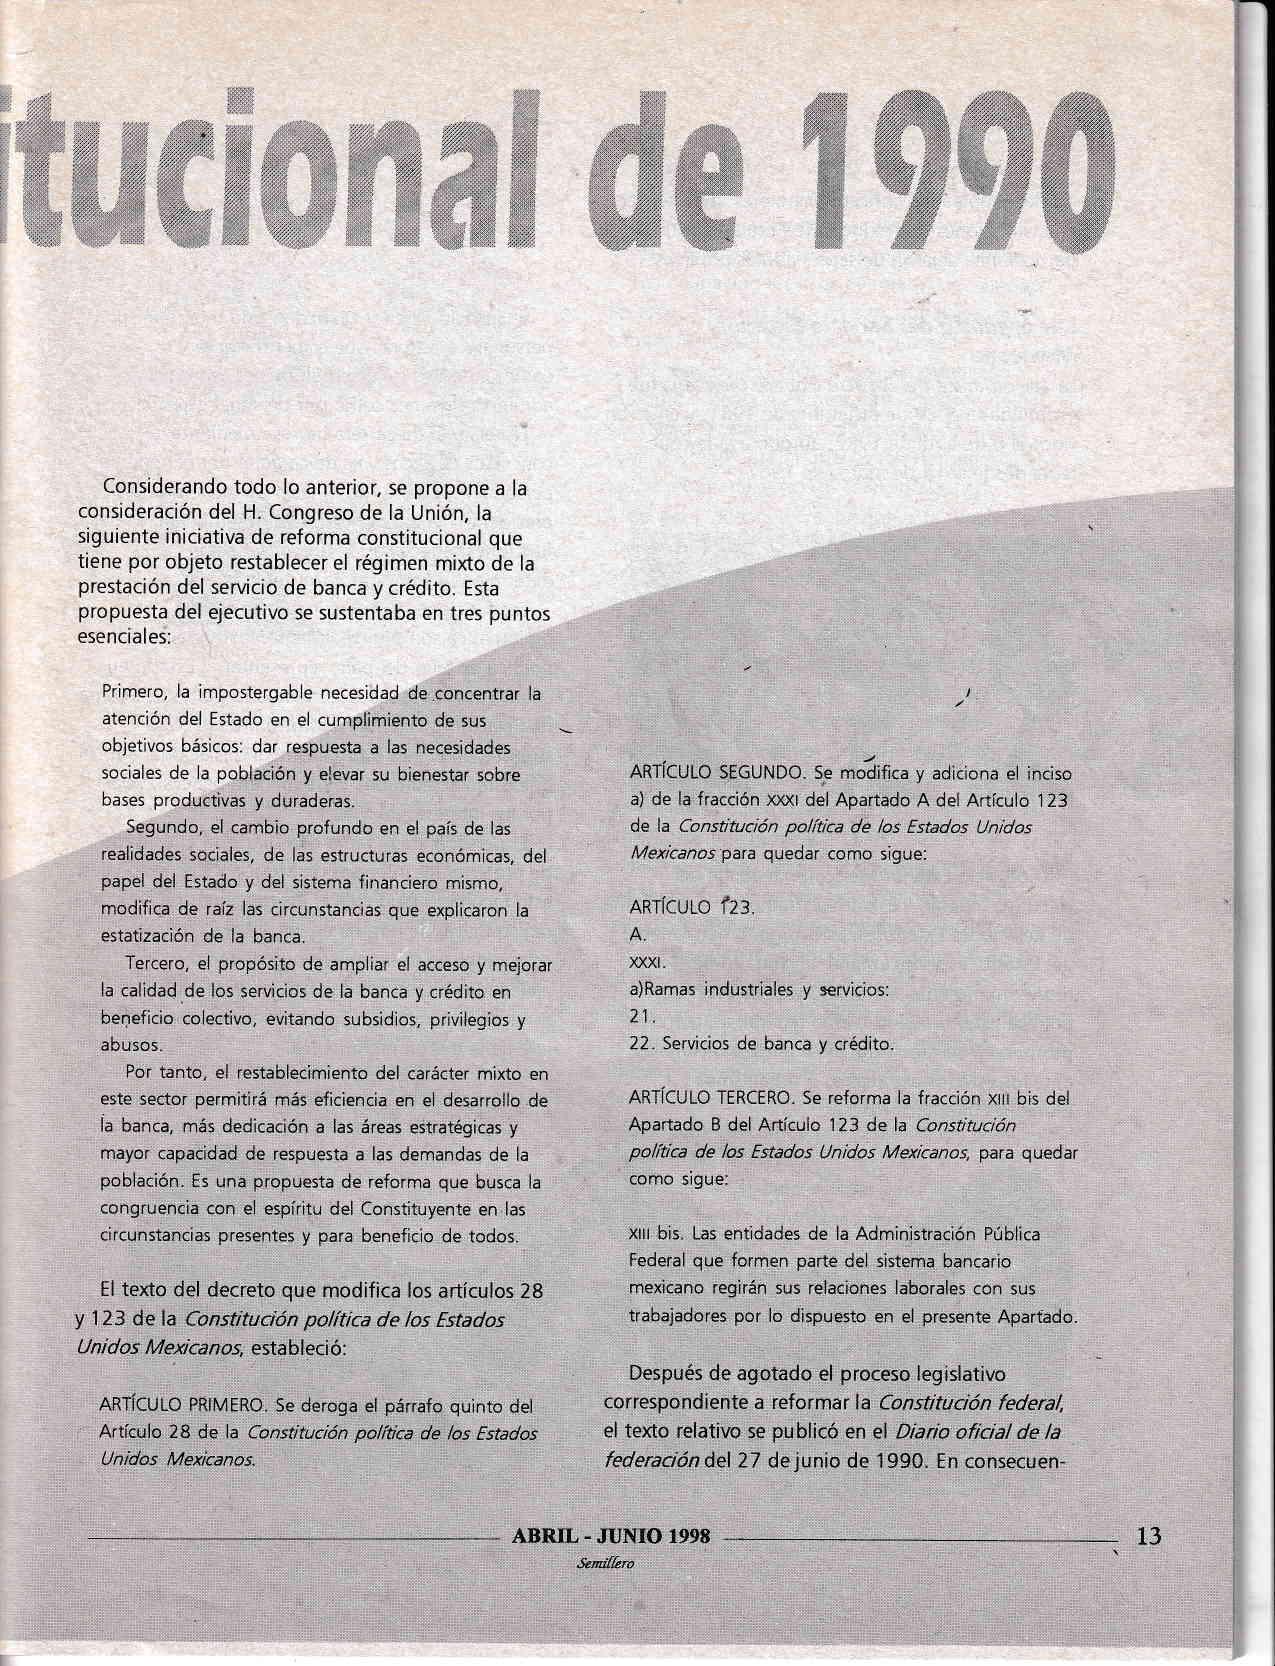 itucional de 1990
Considerando todo lo anterior, se propone a la
consideración del H. Congreso de la Unión, la
siguiente iniciativa de reforma constitucional que
tiene por objeto restablecer el régimen mixto de la
prestación del servicio de banca y crédito. Esta
propuesta del ejecutivo se sustentaba en tres puntos
esenciales:
Primero, la impostergable necesidad de concentrar la
atención del Estado en el cumplimiento de sus
objetivos básicos: dar respuesta a las necesidades
sociales de la población y elevar su bienestar sobre
bases productivas y duraderas.
Segundo, el cambio profundo en el país de las
realidades sociales, de las estructuras económicas, del
papel del Estado y del sistema financiero mismo,
modifica de raíz las circunstancias que explicaron la
estatización de la banca.
Tercero, el propósito de ampliar el acceso y mejorar
la calidad de los servicios de la banca y crédito en
beneficio colectivo, evitando subsidios, privilegios y
abusos.
Por tanto, el restablecimiento del carácter mixto en
este sector permitirá más eficiencia en el desarrollo de
la banca, más dedicación a las áreas estratégicas y
mayor capacidad de respuesta a las demandas de la
población. Es una propuesta de reforma que busca la
congruencia con el espíritu del Constituyente en las
circunstancias presentes y para beneficio de todos.
El texto del decreto que modifica los artículos 28
y 123 de la Constitución política de los Estados
Unidos Mexicanos, estableció:
ARTÍCULO PRIMERO. Se deroga el párrafo quinto del
Artículo 28 de la Constitución política de los Estados
Unidos Mexicanos.
ARTÍCULO SEGUNDO. Se modifica y adiciona el inciso
a) de la fracción XXXI del Apartado A del Artículo 123
de la Constitución política de los Estados Unidos
Mexicanos para quedar como sigue:
ARTÍCULO 123.
A.
XXXI.
a)Ramas industriales y servicios:
21.
22. Servicios de banca y crédito.
ARTÍCULO TERCERO. Se reforma la fracción XIII bis del
Apartado B del Artículo 123 de la Constitución
política de los Estados Unidos Mexicanos, para quedar
como sigue:
XIII bis. Las entidades de la Administración Pública
Federal que formen parte del sistema bancario
mexicano regirán sus relaciones laborales con sus
trabajadores por lo dispuesto en el presente Apartado.
Después de agotado el proceso legislativo
correspondiente a reformar la Constitución federal,
el texto relativo se publicó en el Diario oficial de la
federación del 27 de junio de 1990. En consecuen-
ABRIL - JUNIO 1998 13
Semillero